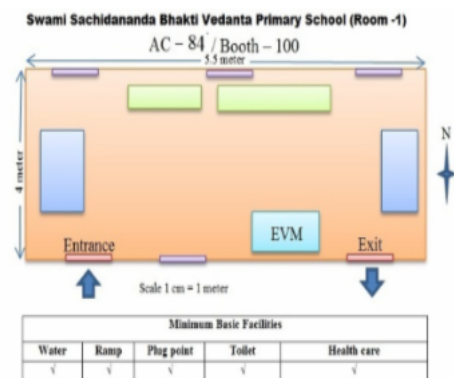 Swami Sachidananda Bhakti Vedanta Primary School (Room -1)
AC – 84 / Booth – 100
5.5 meter
4 meter
N
EVM
Entrance
Exit
Scale 1 cm = 1 meter
Minimum Basic Facilities
Water Ramp Plug point Toilet Health care
√ √ √ √ √